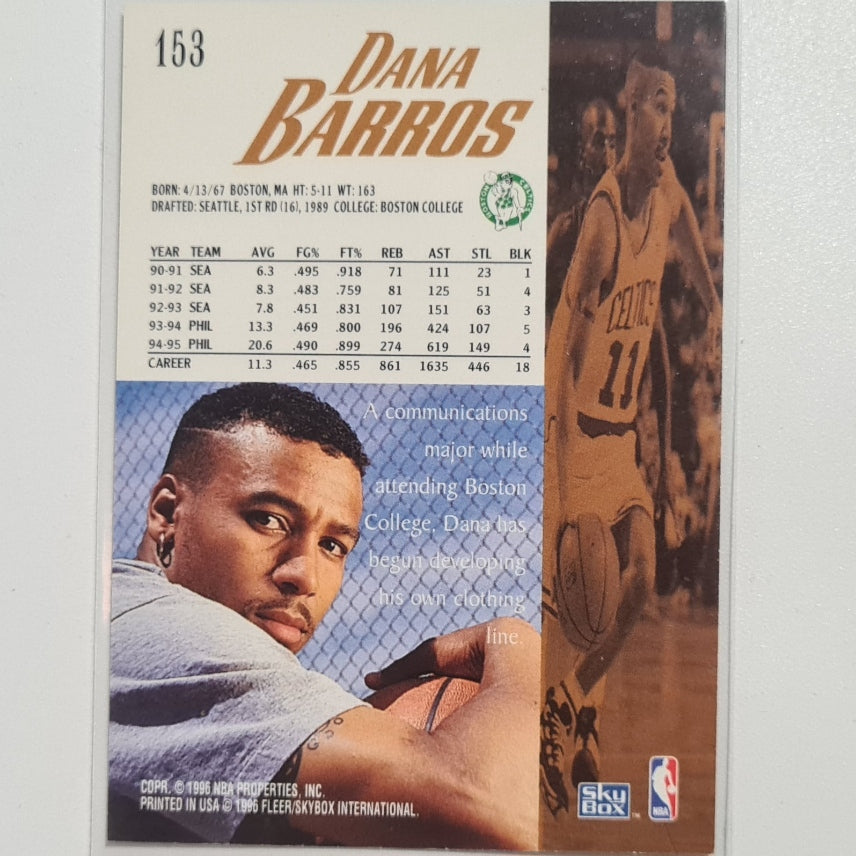 153
DANA
BARROS
BORN: 4/13/67 BOSTON, MA HT: 5-11 WT: 163
DRAFTED: SEATTLE, 1ST RD (16), 1989 COLLEGE: BOSTON COLLEGE
BOSTON CELTICS
YEAR TEAM AVG FG% FT% REB AST STL BLK
90-91 SEA 6.3 .495 .918 71 111 23 1
91-92 SEA 8.3 .483 .759 81 125 51 4
92-93 SEA 7.8 .451 .831 107 151 63 3
93-94 PHIL 13.3 .469 .800 196 424 107 5
94-95 PHIL 20.6 .490 .899 274 619 149 4
CAREER 11.3 .465 .855 861 1635 446 18
CELTICS
11
A communications
major while
attending Boston
College, Dana has
begun developing
his own clothing
line.
COPR. © 1996 NBA PROPERTIES, INC.
PRINTED IN USA © 1996 FLEER/SKYBOX INTERNATIONAL.
SkyBox™
NBA